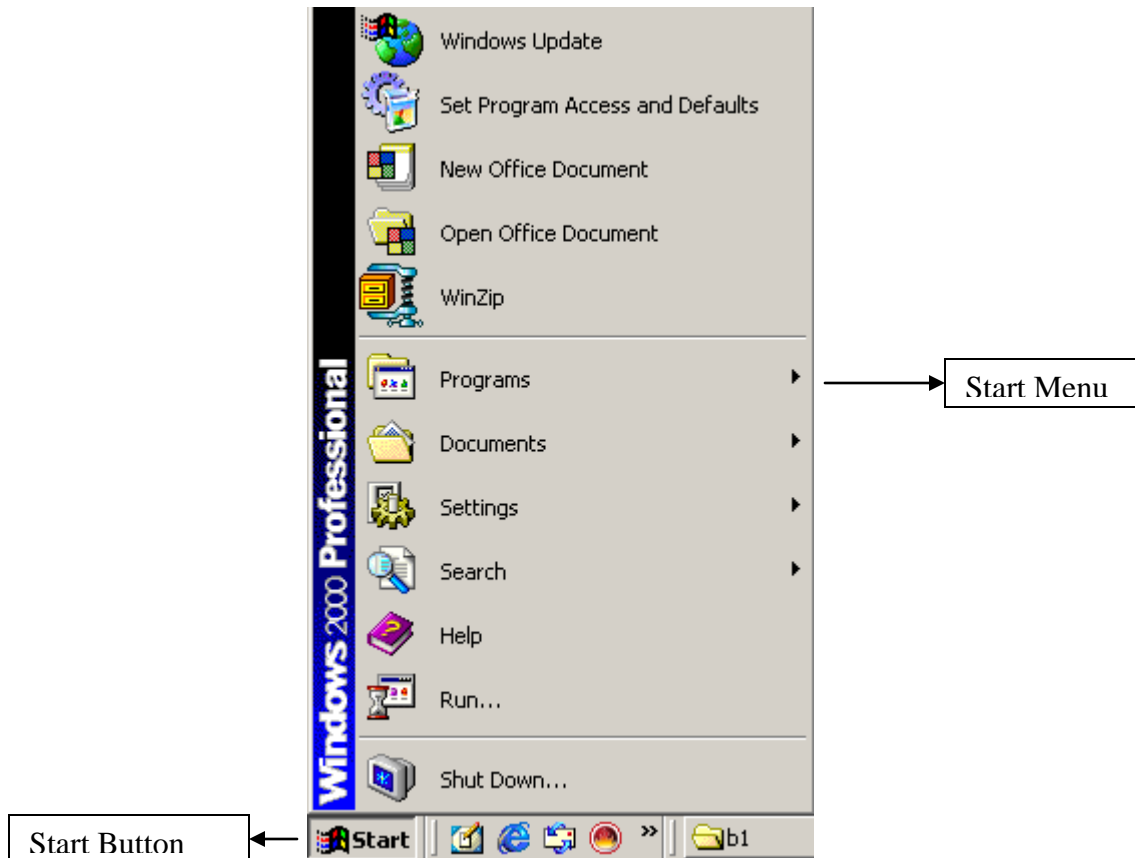 Windows Update
Set Program Access and Defaults
New Office Document
Open Office Document
WinZip
Programs
Start Menu
Documents
Settings
Search
Help
Run...
Shut Down...
Windows 2000 Professional
Start Button
Start
»
b1